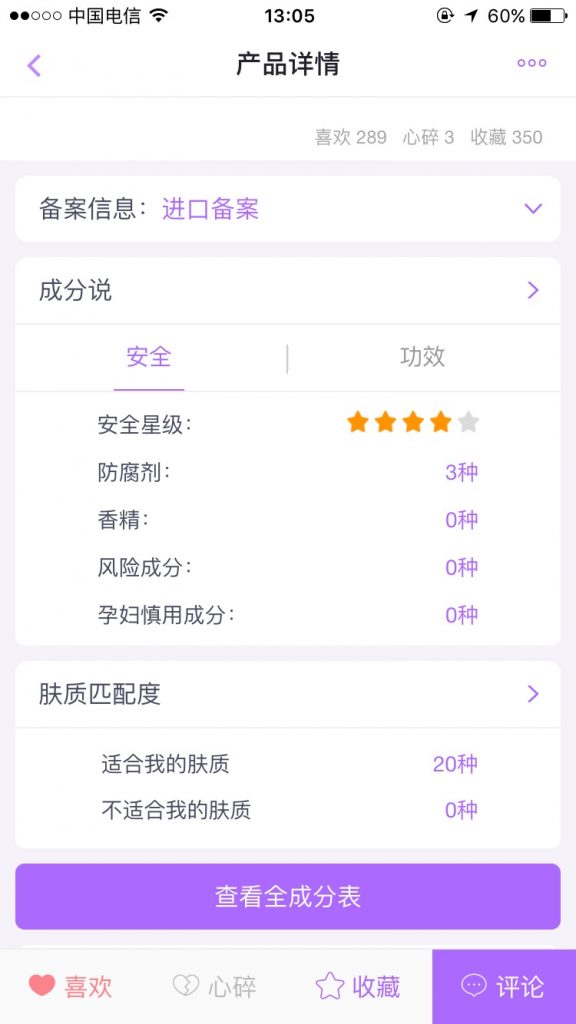 中国电信 13:05 60%
产品详情
喜欢 289 心碎 3 收藏 350
备案信息：进口备案
成分说
安全 功效
安全星级：
防腐剂： 3种
香精： 0种
风险成分： 0种
孕妇慎用成分： 0种
肤质匹配度
适合我的肤质 20种
不适合我的肤质 0种
查看全成分表
喜欢 心碎 收藏 评论